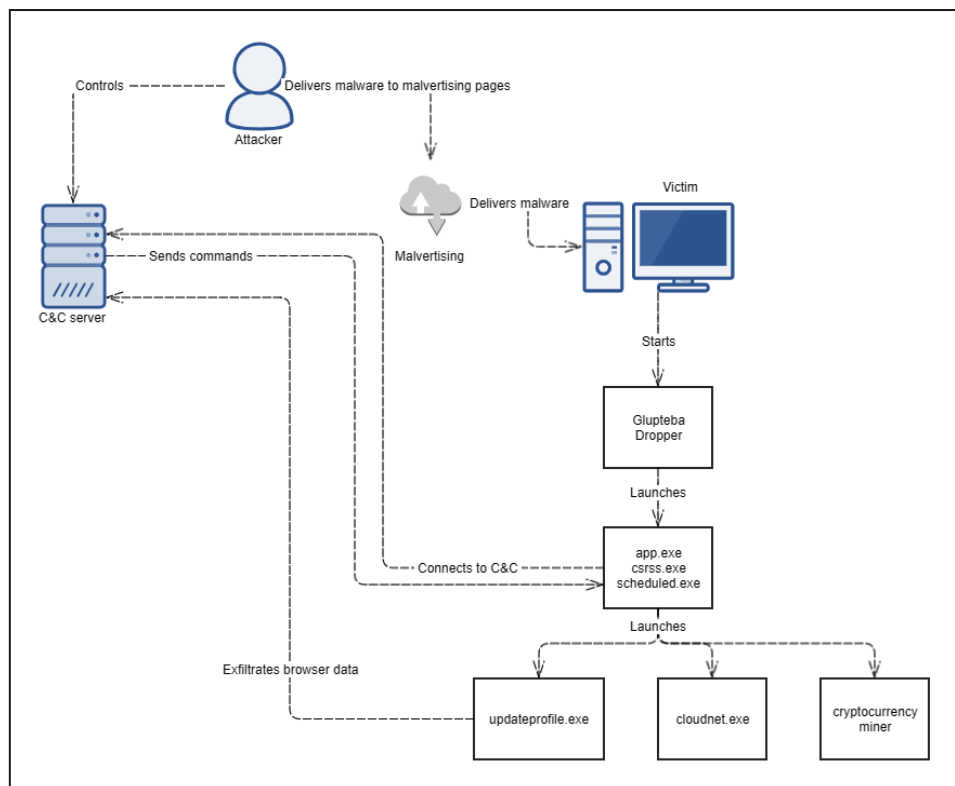 Controls
Delivers malware to malvertising pages
Attacker
Victim
Delivers malware
Malvertising
Sends commands
C&C server
Starts
Glupteba
Dropper
Launches
app.exe
csrss.exe
scheduled.exe
Connects to C&C
Launches
Exfiltrates browser data
updateprofile.exe
cloudnet.exe
cryptocurrency
miner